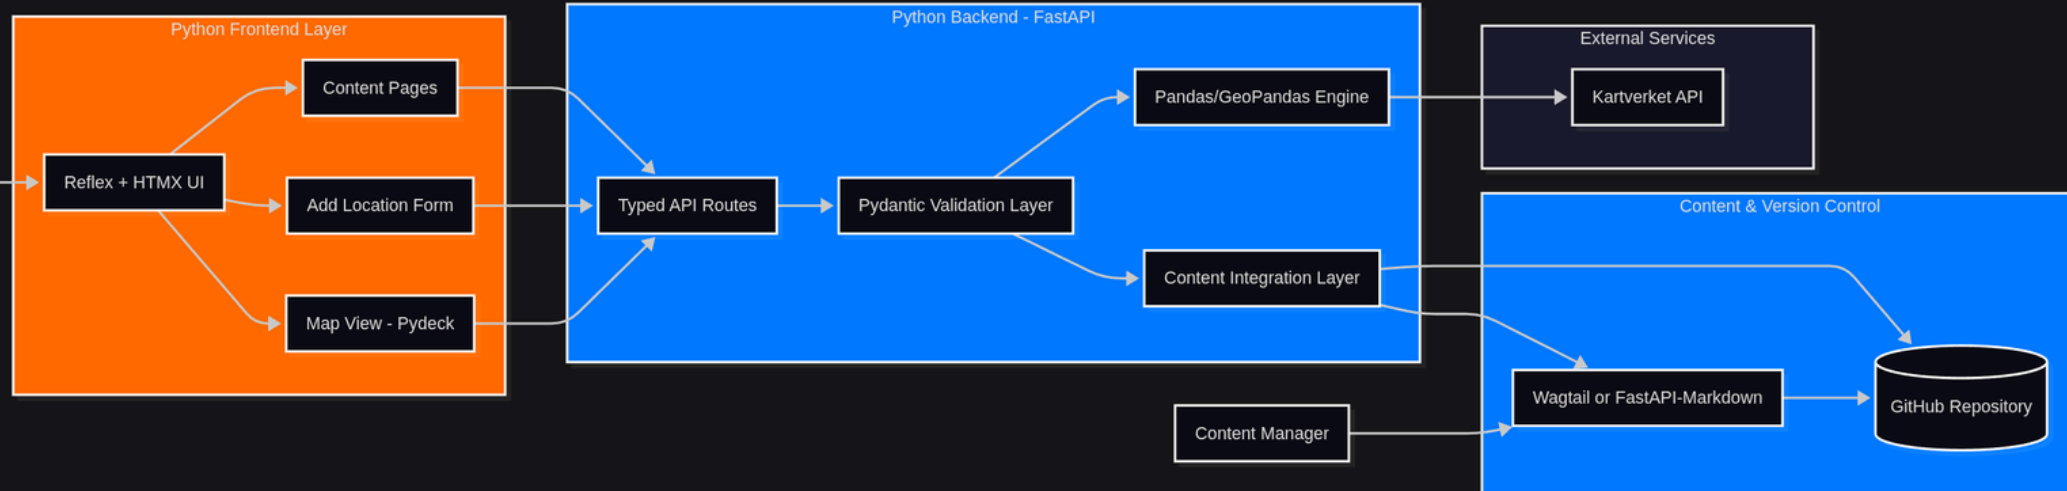 Python Frontend Layer
Content Pages
Reflex + HTMX UI
Add Location Form
Map View - Pydeck
Python Backend - FastAPI
Pandas/GeoPandas Engine
Typed API Routes
Pydantic Validation Layer
Content Integration Layer
External Services
Kartverket API
Content & Version Control
Wagtail or FastAPI-Markdown
GitHub Repository
Content Manager